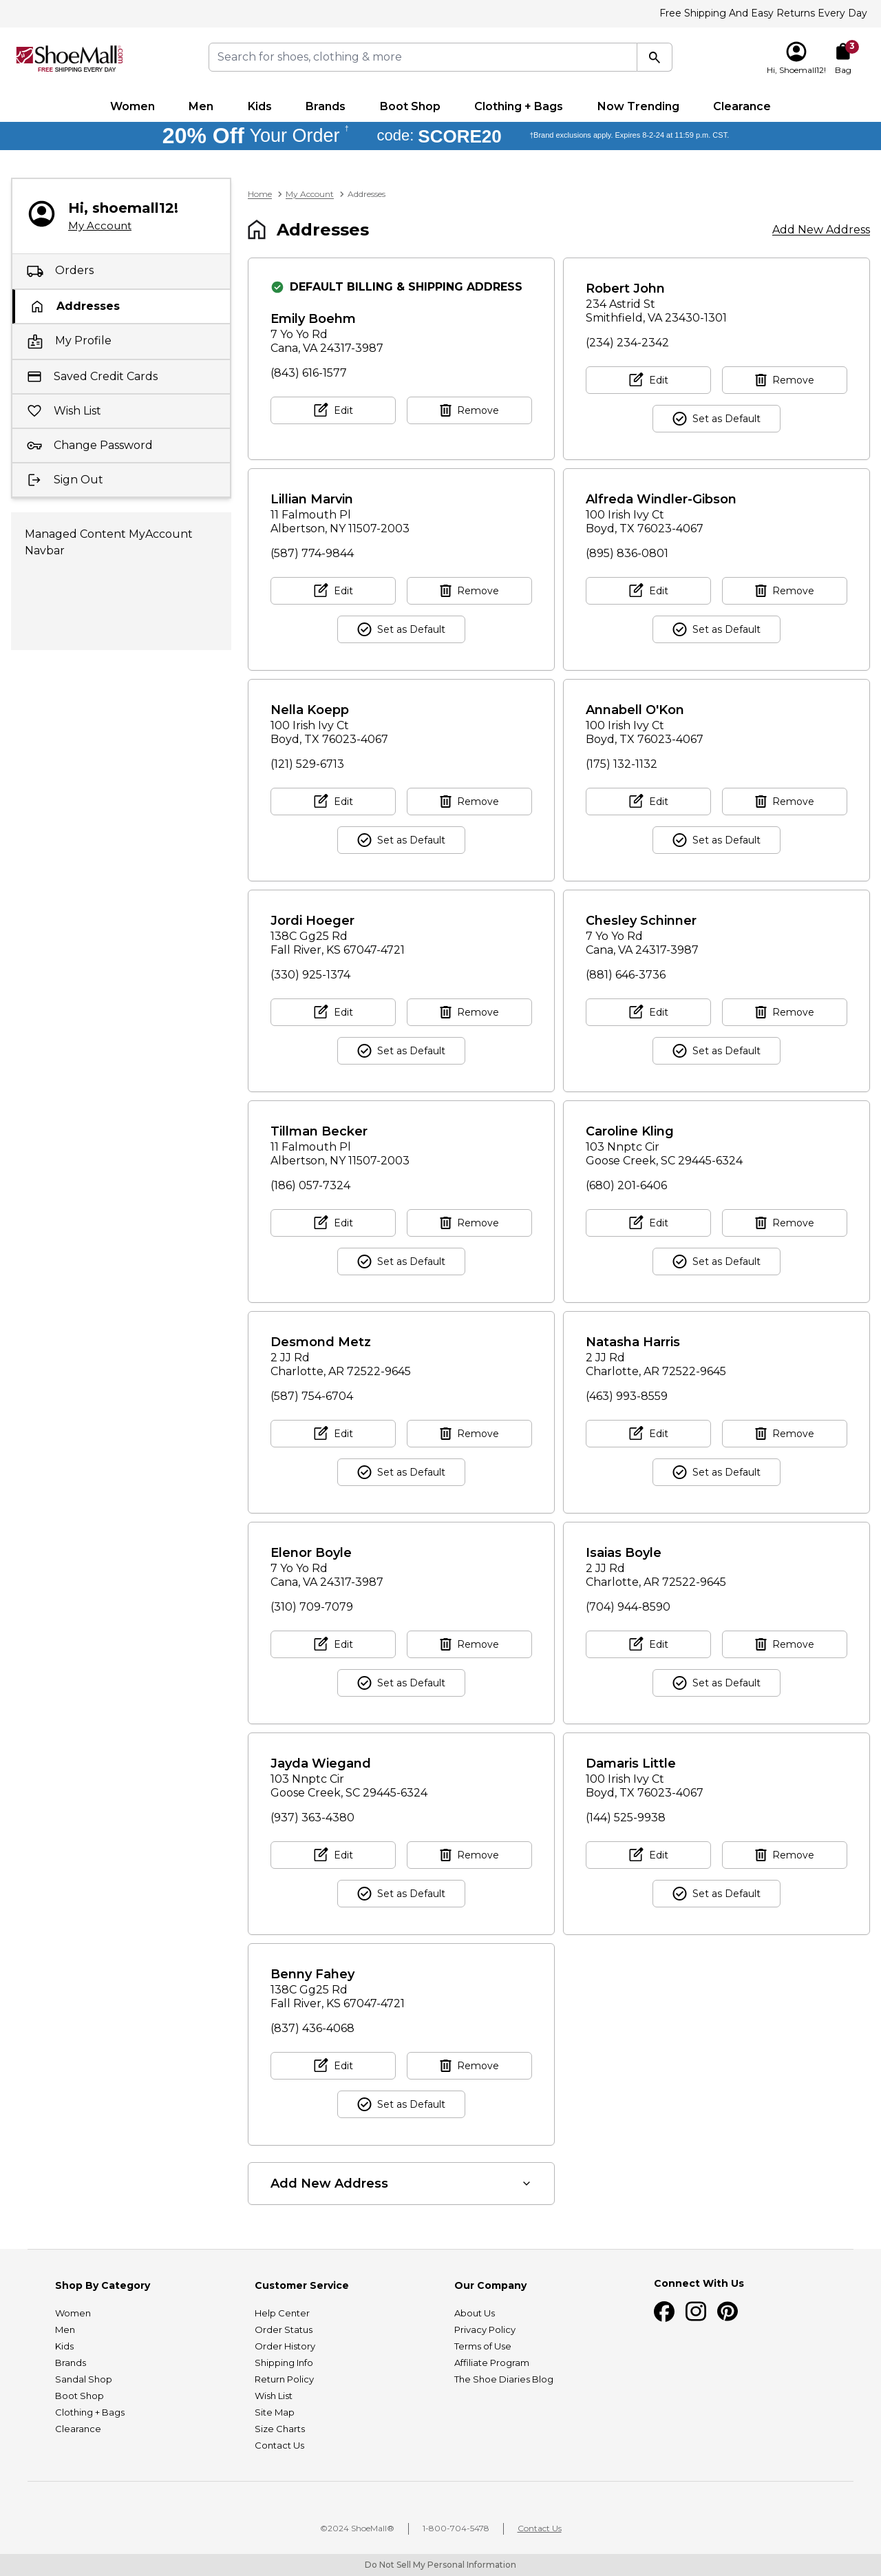 Free Shipping And Easy Returns Every Day
ShoeMall.com
FREE SHIPPING EVERY DAY
Search for shoes, clothing & more
Hi, Shoemall12!
3
Bag
Women Men Kids Brands Boot Shop Clothing + Bags Now Trending Clearance
20% Off Your Order † code: SCORE20 †Brand exclusions apply. Expires 8-2-24 at 11:59 p.m. CST.
Hi, shoemall12!
My Account
Orders
Addresses
My Profile
Saved Credit Cards
Wish List
Change Password
Sign Out
Managed Content MyAccount
Navbar
Home > My Account > Addresses
Addresses
Add New Address
DEFAULT BILLING & SHIPPING ADDRESS
Emily Boehm
7 Yo Yo Rd
Cana, VA 24317-3987
(843) 616-1577
Edit Remove
Robert John
234 Astrid St
Smithfield, VA 23430-1301
(234) 234-2342
Edit Remove
Set as Default
Lillian Marvin
11 Falmouth Pl
Albertson, NY 11507-2003
(587) 774-9844
Edit Remove
Set as Default
Alfreda Windler-Gibson
100 Irish Ivy Ct
Boyd, TX 76023-4067
(895) 836-0801
Edit Remove
Set as Default
Nella Koepp
100 Irish Ivy Ct
Boyd, TX 76023-4067
(121) 529-6713
Edit Remove
Set as Default
Annabell O'Kon
100 Irish Ivy Ct
Boyd, TX 76023-4067
(175) 132-1132
Edit Remove
Set as Default
Jordi Hoeger
138C Gg25 Rd
Fall River, KS 67047-4721
(330) 925-1374
Edit Remove
Set as Default
Chesley Schinner
7 Yo Yo Rd
Cana, VA 24317-3987
(881) 646-3736
Edit Remove
Set as Default
Tillman Becker
11 Falmouth Pl
Albertson, NY 11507-2003
(186) 057-7324
Edit Remove
Set as Default
Caroline Kling
103 Nnptc Cir
Goose Creek, SC 29445-6324
(680) 201-6406
Edit Remove
Set as Default
Desmond Metz
2 JJ Rd
Charlotte, AR 72522-9645
(587) 754-6704
Edit Remove
Set as Default
Natasha Harris
2 JJ Rd
Charlotte, AR 72522-9645
(463) 993-8559
Edit Remove
Set as Default
Elenor Boyle
7 Yo Yo Rd
Cana, VA 24317-3987
(310) 709-7079
Edit Remove
Set as Default
Isaias Boyle
2 JJ Rd
Charlotte, AR 72522-9645
(704) 944-8590
Edit Remove
Set as Default
Jayda Wiegand
103 Nnptc Cir
Goose Creek, SC 29445-6324
(937) 363-4380
Edit Remove
Set as Default
Damaris Little
100 Irish Ivy Ct
Boyd, TX 76023-4067
(144) 525-9938
Edit Remove
Set as Default
Benny Fahey
138C Gg25 Rd
Fall River, KS 67047-4721
(837) 436-4068
Edit Remove
Set as Default
Add New Address
Shop By Category
Women
Men
Kids
Brands
Sandal Shop
Boot Shop
Clothing + Bags
Clearance
Customer Service
Help Center
Order Status
Order History
Shipping Info
Return Policy
Wish List
Site Map
Size Charts
Contact Us
Our Company
About Us
Privacy Policy
Terms of Use
Affiliate Program
The Shoe Diaries Blog
Connect With Us
©2024 ShoeMall® | 1-800-704-5478 | Contact Us
Do Not Sell My Personal Information